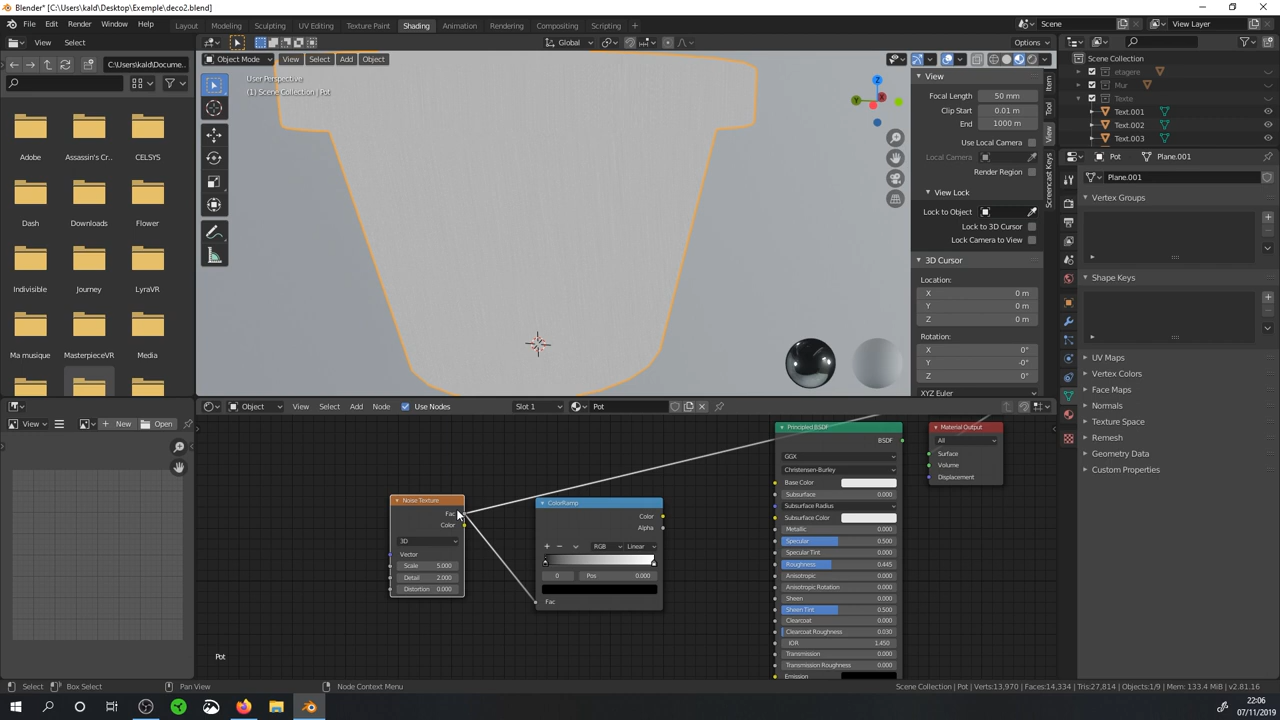 Blender* [C:\Users\kald\Desktop\Exemple\deco2.blend]
File Edit Render Window Help
Layout Modeling Sculpting UV Editing Texture Paint Shading Animation Rendering Compositing Scripting
Scene View Layer
View Select
Object Mode View Select Add Object
Global
Options
C:\Users\kald\Docume..
User Perspective
(1) Scene Collection | Pot
Adobe Assassin's Cr.. CELSYS
Dash Downloads Flower
Indivisible Journey LyraVR
Ma musique MasterpieceVR Media
View
Focal Length 50 mm
Clip Start 0.01 m
End 1000 m
Use Local Camera
Local Camera
Render Region
View Lock
Lock to Object
Lock to 3D Cursor
Lock Camera to View
3D Cursor
Location:
X 0 m
Y 0 m
Z 0 m
Rotation:
X 0°
Y -0°
Z 0°
XYZ Euler
Item
Tool
View
Screencast Keys
Scene Collection
etagere
Mur
Texte
Text.001
Text.002
Text.003
Pot Plane.001
Plane.001
Vertex Groups
Shape Keys
UV Maps
Vertex Colors
Face Maps
Normals
Texture Space
Remesh
Geometry Data
Custom Properties
View New Open
Object View Select Add Node Use Nodes Slot 1 Pot
Noise Texture
Fac
Color
3D
Vector
Scale 5.000
Detail 2.000
Distortion 0.000
ColorRamp
Color
Alpha
RGB Linear
0 Pos 0.000
Fac
Principled BSDF
BSDF
GGX
Christensen-Burley
Base Color
Subsurface 0.000
Subsurface Radius
Subsurface Color
Metallic 0.000
Specular 0.500
Specular Tint 0.000
Roughness 0.445
Anisotropic 0.000
Anisotropic Rotation 0.000
Sheen 0.000
Sheen Tint 0.500
Clearcoat 0.000
Clearcoat Roughness 0.030
IOR 1.450
Transmission 0.000
Transmission Roughness 0.000
Emission
Material Output
All
Surface
Volume
Displacement
Pot
Select Box Select Pan View Node Context Menu
Scene Collection | Pot | Verts:13,970 | Faces:14,334 | Tris:27,814 | Objects:1/9 | Mem: 133.4 MiB | v2.81.16
22:06
07/11/2019